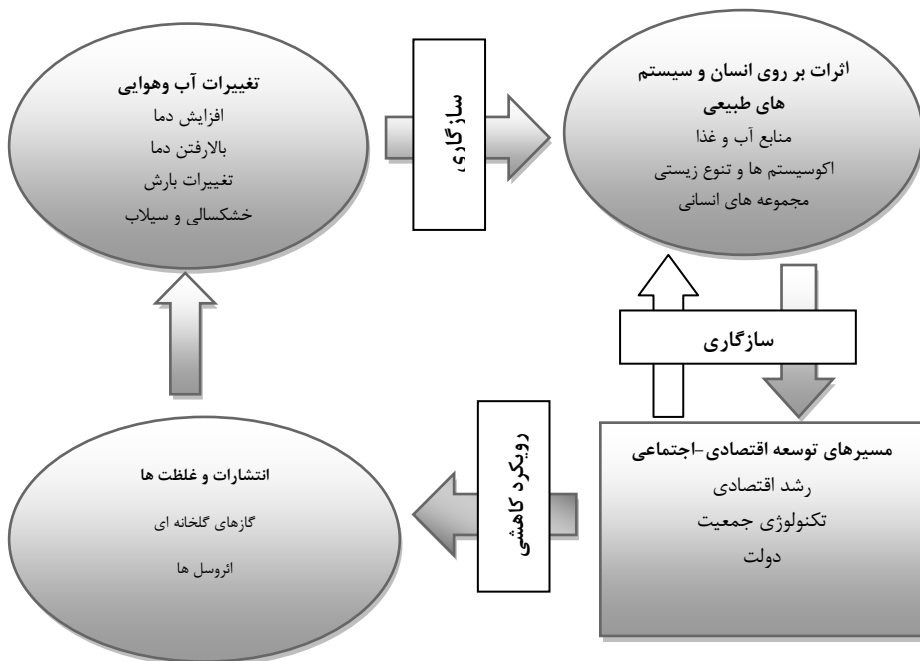 تغییرات آب وهوایی
افزایش دما
بالارفتن دما
تغییرات بارش
خشکسالی و سیلاب
سازگاری
اثرات بر روی انسان و سیستم
های طبیعی
منابع آب و غذا
اکوسیستم ها و تنوع زیستی
مجموعه های انسانی
سازگاری
مسیرهای توسعه اقتصادی-اجتماعی
رشد اقتصادی
تکنولوژی جمعیت
دولت
رویکرد کاهشی
انتشارات و غلظت ها
گازهای گلخانه ای
ائروسل ها